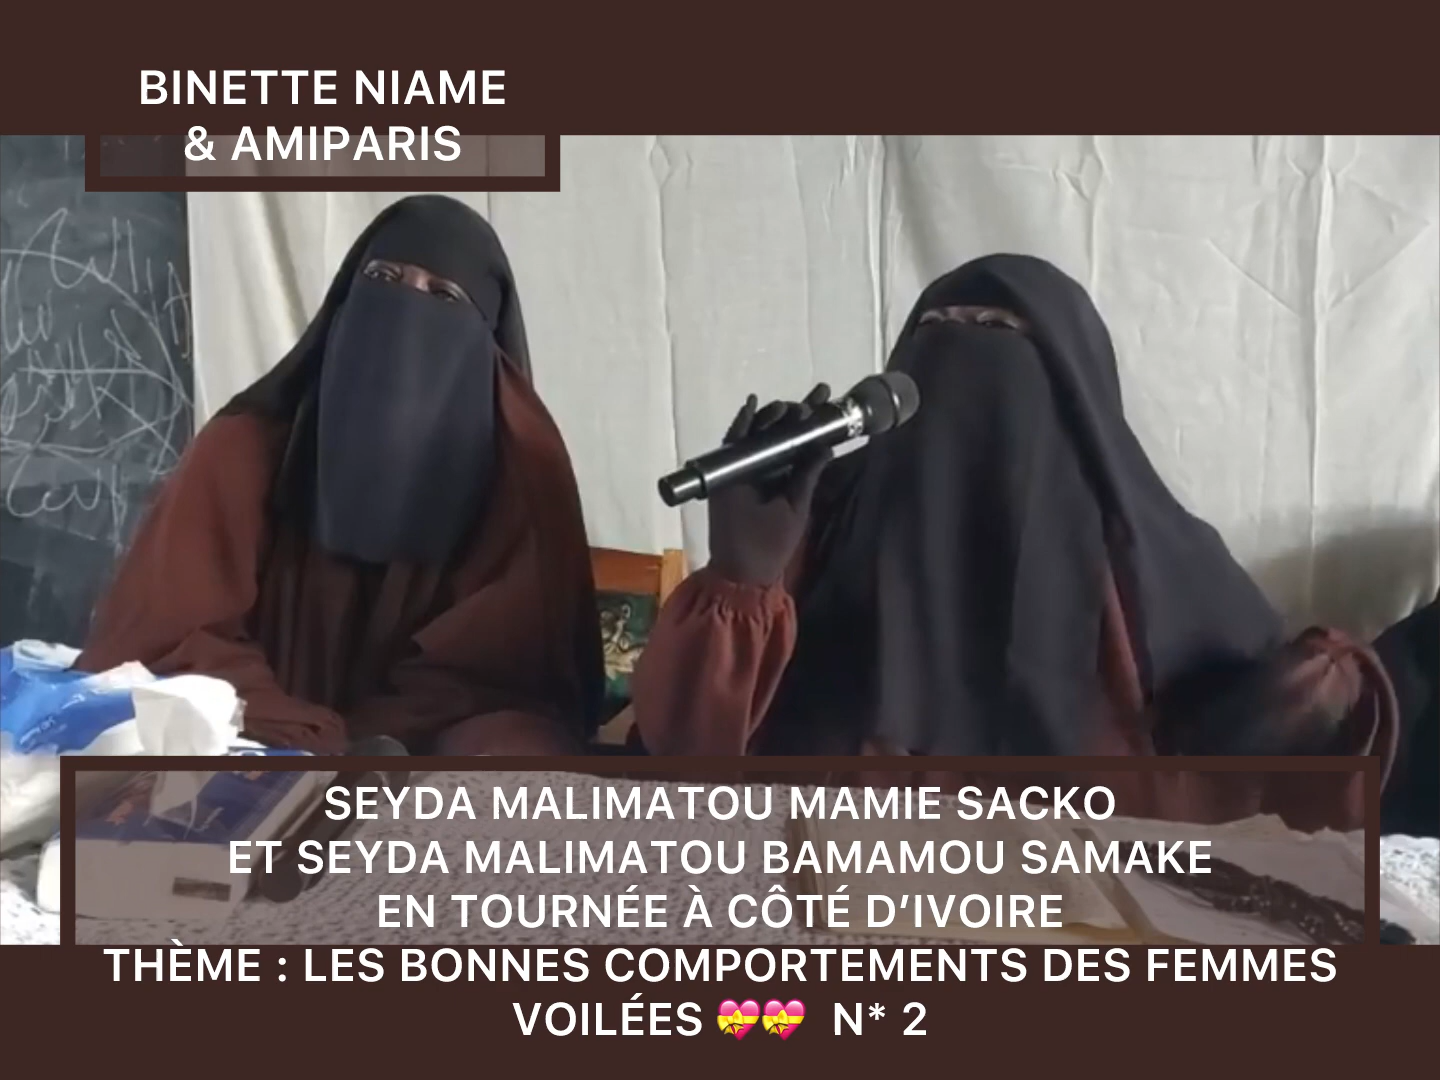 BINETTE NIAME
& AMIPARIS
SEYDA MALIMATOU MAMIE SACKO
ET SEYDA MALIMATOU BAMAMOU SAMAKE
EN TOURNÉE À CÔTÉ D’IVOIRE
THÈME : LES BONNES COMPORTEMENTS DES FEMMES
VOILÉES 💝💝 N* 2